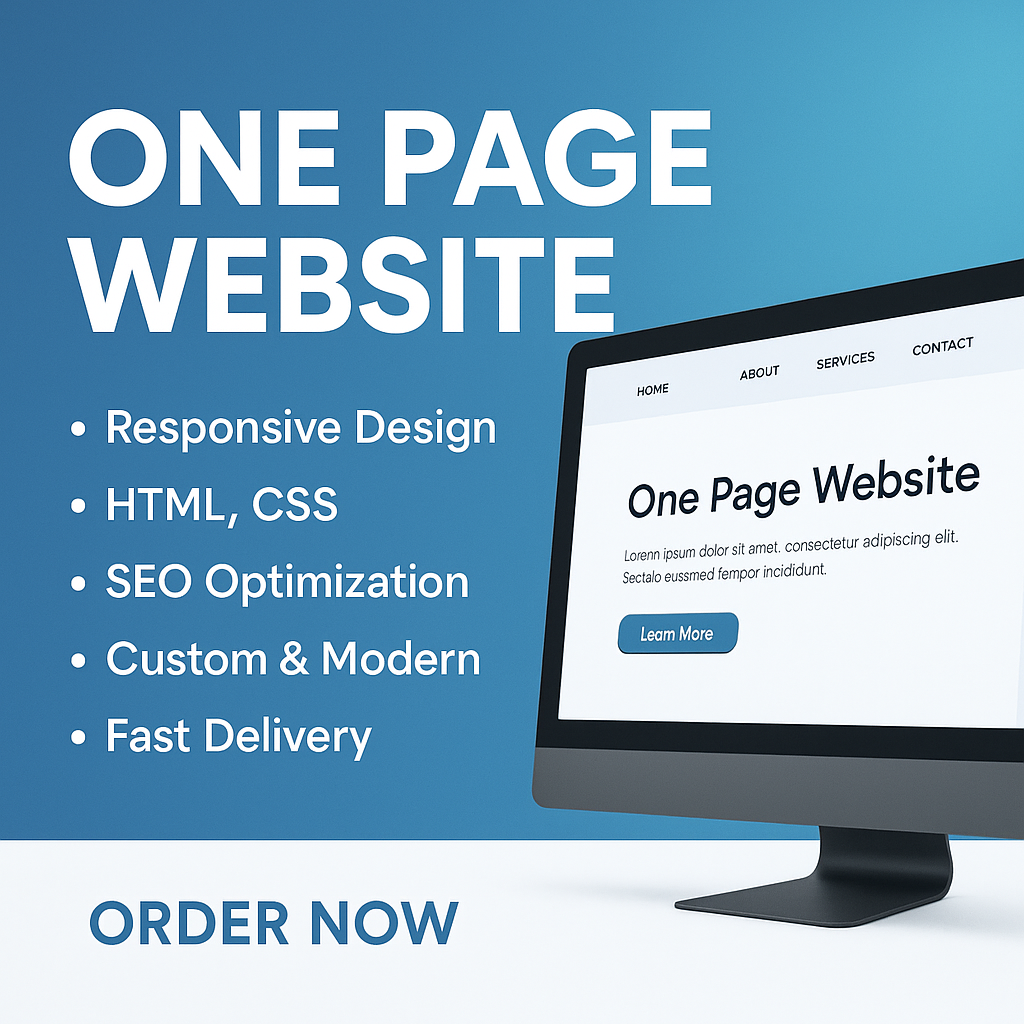 ONE PAGE
WEBSITE
• Responsive Design
• HTML, CSS
• SEO Optimization
• Custom & Modern
• Fast Delivery
HOME ABOUT SERVICES CONTACT
One Page Website
Lorenn ipsum dolor sit amet. consectetur adipiscing elit.
Sectalo eussmed fempor incididunt.
Learn More
ORDER NOW